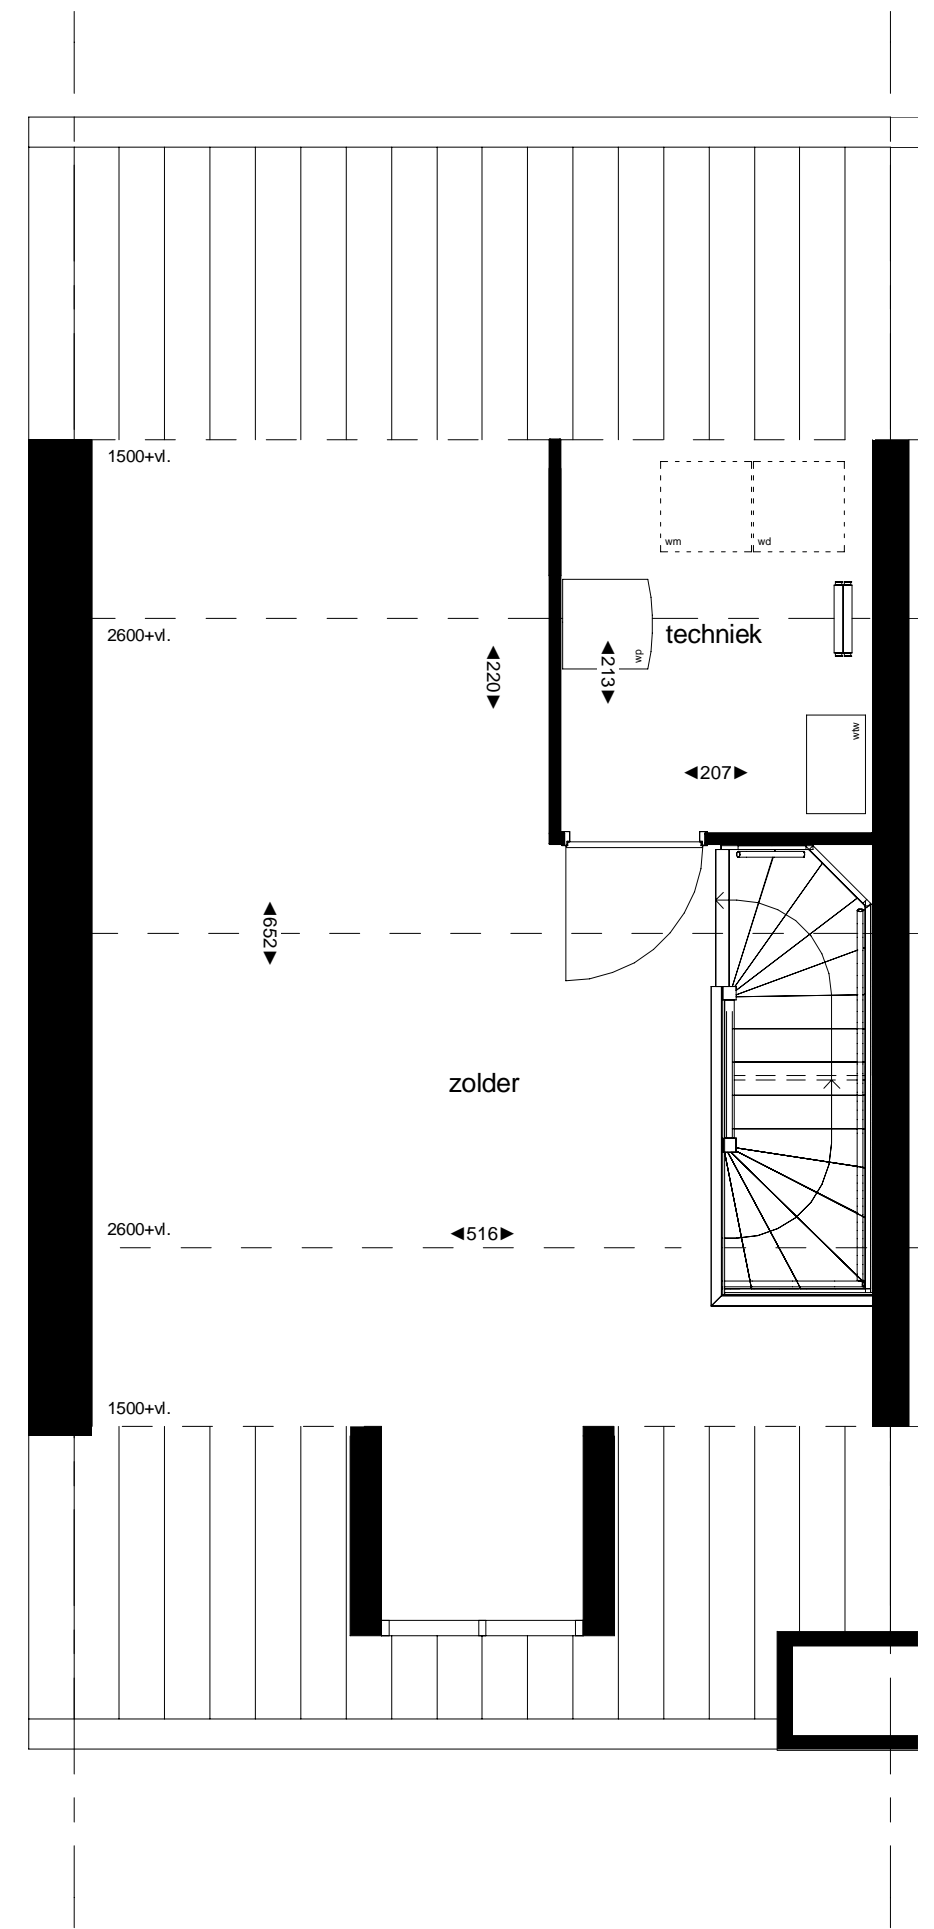 1500+vl.
wm
wd
2600+vl.
techniek
wp
◄220►
◄213►
wtw
◄207►
◄652►
zolder
2600+vl.
◄516►
1500+vl.